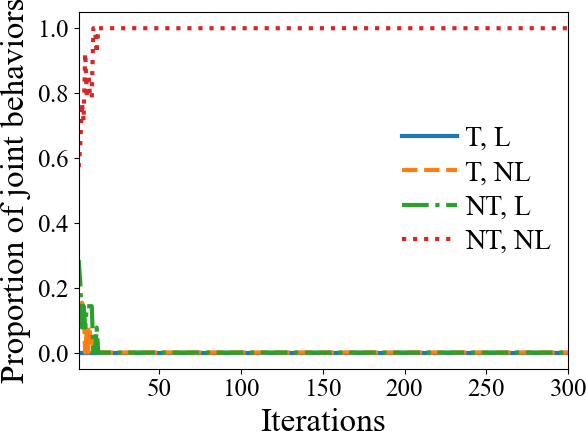 Proportion of joint behaviors
1.0
0.8
0.6
0.4
0.2
0.0
T, L
T, NL
NT, L
NT, NL
50 100 150 200 250 300
Iterations